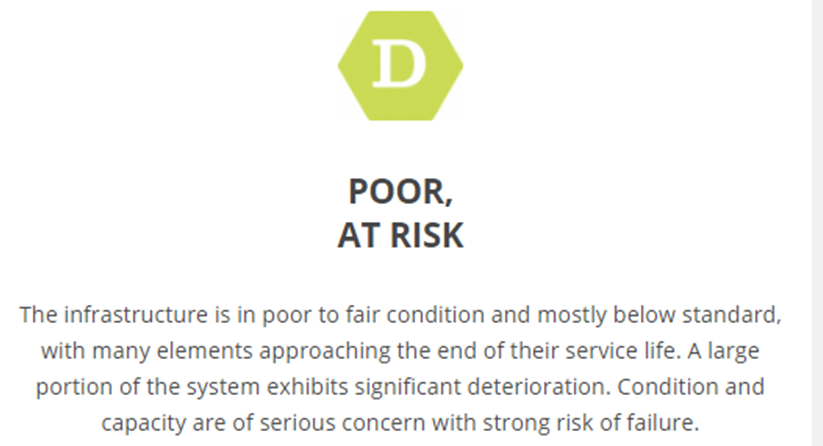 D
POOR,
AT RISK
The infrastructure is in poor to fair condition and mostly below standard,
with many elements approaching the end of their service life. A large
portion of the system exhibits significant deterioration. Condition and
capacity are of serious concern with strong risk of failure.